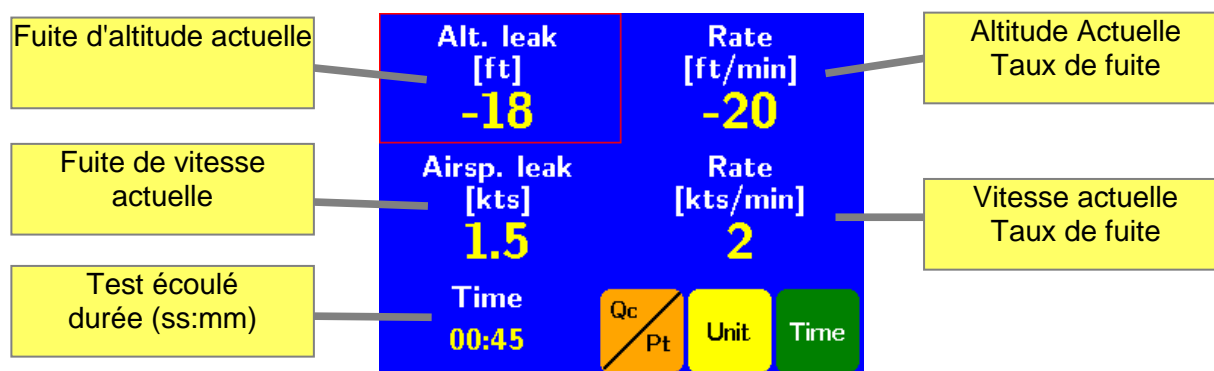 Fuite d'altitude actuelle
Alt. leak
[ft]
-18
Rate
[ft/min]
-20
Altitude Actuelle
Taux de fuite
Fuite de vitesse
actuelle
Airsp. leak
[kts]
1.5
Rate
[kts/min]
2
Vitesse actuelle
Taux de fuite
Test écoulé
durée (ss:mm)
Time
00:45
Qc
Pt
Unit
Time